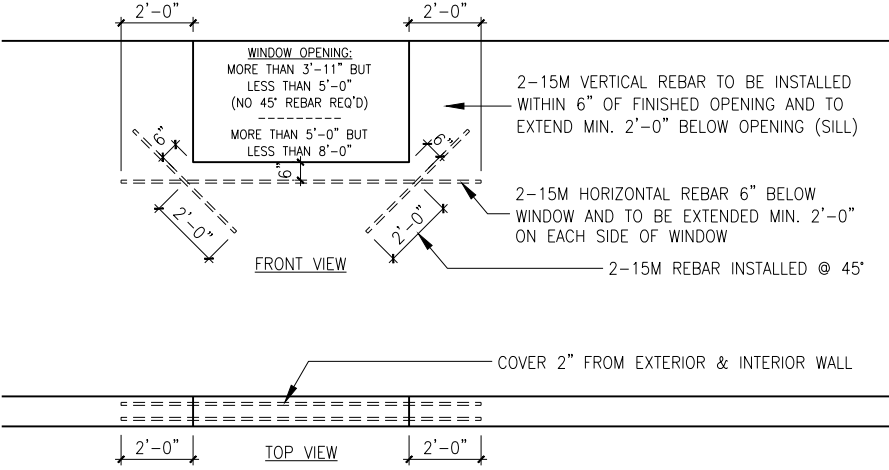 2'-0"
2'-0"
WINDOW OPENING:
MORE THAN 3'-11" BUT
LESS THAN 5'-0"
(NO 45° REBAR REQ'D)
----------
MORE THAN 5'-0" BUT
LESS THAN 8'-0"
2-15M VERTICAL REBAR TO BE INSTALLED
WITHIN 6" OF FINISHED OPENING AND TO
EXTEND MIN. 2'-0" BELOW OPENING (SILL)
6"
6"
6"
2'-0"
2'-0"
2-15M HORIZONTAL REBAR 6" BELOW
WINDOW AND TO BE EXTENDED MIN. 2'-0"
ON EACH SIDE OF WINDOW
FRONT VIEW
2-15M REBAR INSTALLED @ 45°
COVER 2" FROM EXTERIOR & INTERIOR WALL
2'-0"
2'-0"
TOP VIEW